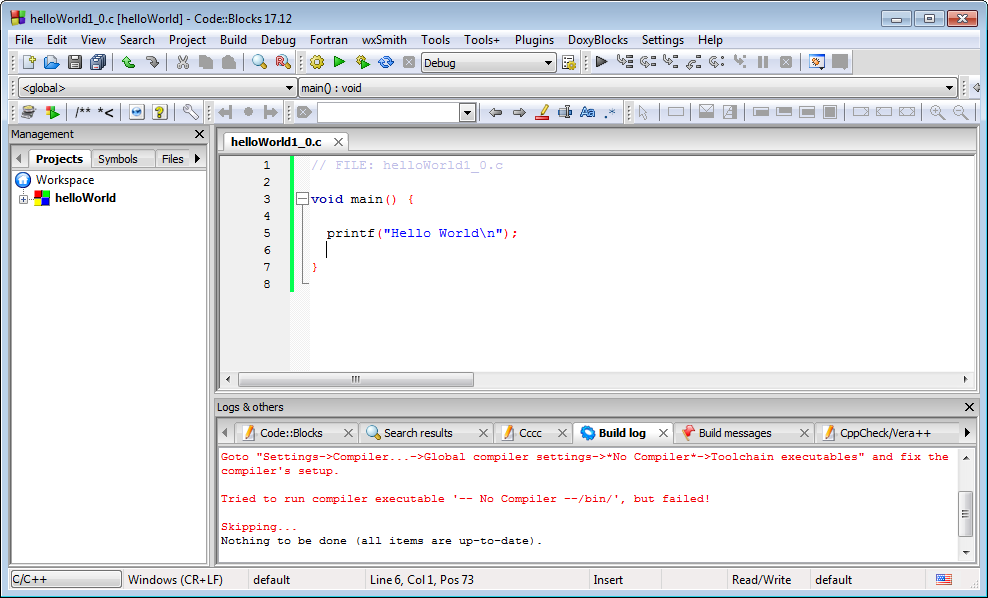 helloWorld1_0.c [helloWorld] - Code::Blocks 17.12
File Edit View Search Project Build Debug Fortran wxSmith Tools Tools+ Plugins DoxyBlocks Settings Help
Debug
<global> main() : void
/** *<
Aa .*
Management
Projects Symbols Files
Workspace
helloWorld
helloWorld1_0.c
1 // FILE: helloWorld1_0.c
2
3 void main() {
4
5 printf("Hello World\n");
6
7 }
8
Logs & others
Code::Blocks Search results Cccc Build log Build messages CppCheck/Vera++
Goto "Settings->Compiler...->Global compiler settings->*No Compiler*->Toolchain executables" and fix the
compiler's setup.
Tried to run compiler executable '-- No Compiler --/bin/', but failed!
Skipping...
Nothing to be done (all items are up-to-date).
C/C++ Windows (CR+LF) default Line 6, Col 1, Pos 73 Insert Read/Write default